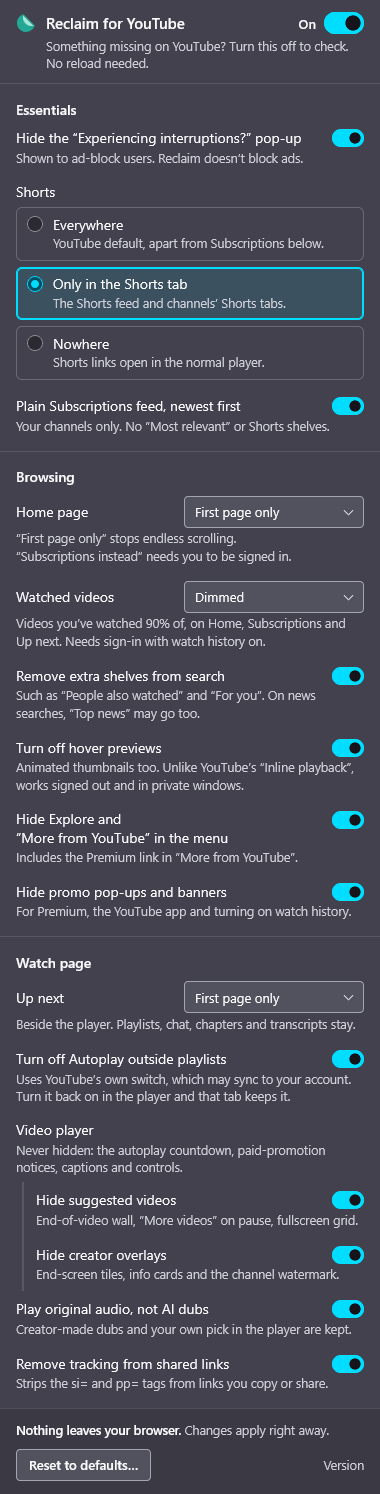 Reclaim for YouTube
On
Something missing on YouTube? Turn this off to check.
No reload needed.
Essentials
Hide the “Experiencing interruptions?” pop-up
Shown to ad-block users. Reclaim doesn’t block ads.
Shorts
Everywhere
YouTube default, apart from Subscriptions below.
Only in the Shorts tab
The Shorts feed and channels’ Shorts tabs.
Nowhere
Shorts links open in the normal player.
Plain Subscriptions feed, newest first
Your channels only. No “Most relevant” or Shorts shelves.
Browsing
Home page
First page only
“First page only” stops endless scrolling.
“Subscriptions instead” needs you to be signed in.
Watched videos
Dimmed
Videos you’ve watched 90% of, on Home, Subscriptions and
Up next. Needs sign-in with watch history on.
Remove extra shelves from search
Such as “People also watched” and “For you”. On news
searches, “Top news” may go too.
Turn off hover previews
Animated thumbnails too. Unlike YouTube’s “Inline playback”,
works signed out and in private windows.
Hide Explore and
“More from YouTube” in the menu
Includes the Premium link in “More from YouTube”.
Hide promo pop-ups and banners
For Premium, the YouTube app and turning on watch history.
Watch page
Up next
First page only
Beside the player. Playlists, chat, chapters and transcripts stay.
Turn off Autoplay outside playlists
Uses YouTube’s own switch, which may sync to your account.
Turn it back on in the player and that tab keeps it.
Video player
Never hidden: the autoplay countdown, paid-promotion
notices, captions and controls.
Hide suggested videos
End-of-video wall, “More videos” on pause, fullscreen grid.
Hide creator overlays
End-screen tiles, info cards and the channel watermark.
Play original audio, not AI dubs
Creator-made dubs and your own pick in the player are kept.
Remove tracking from shared links
Strips the si= and pp= tags from links you copy or share.
Nothing leaves your browser. Changes apply right away.
Reset to defaults...
Version